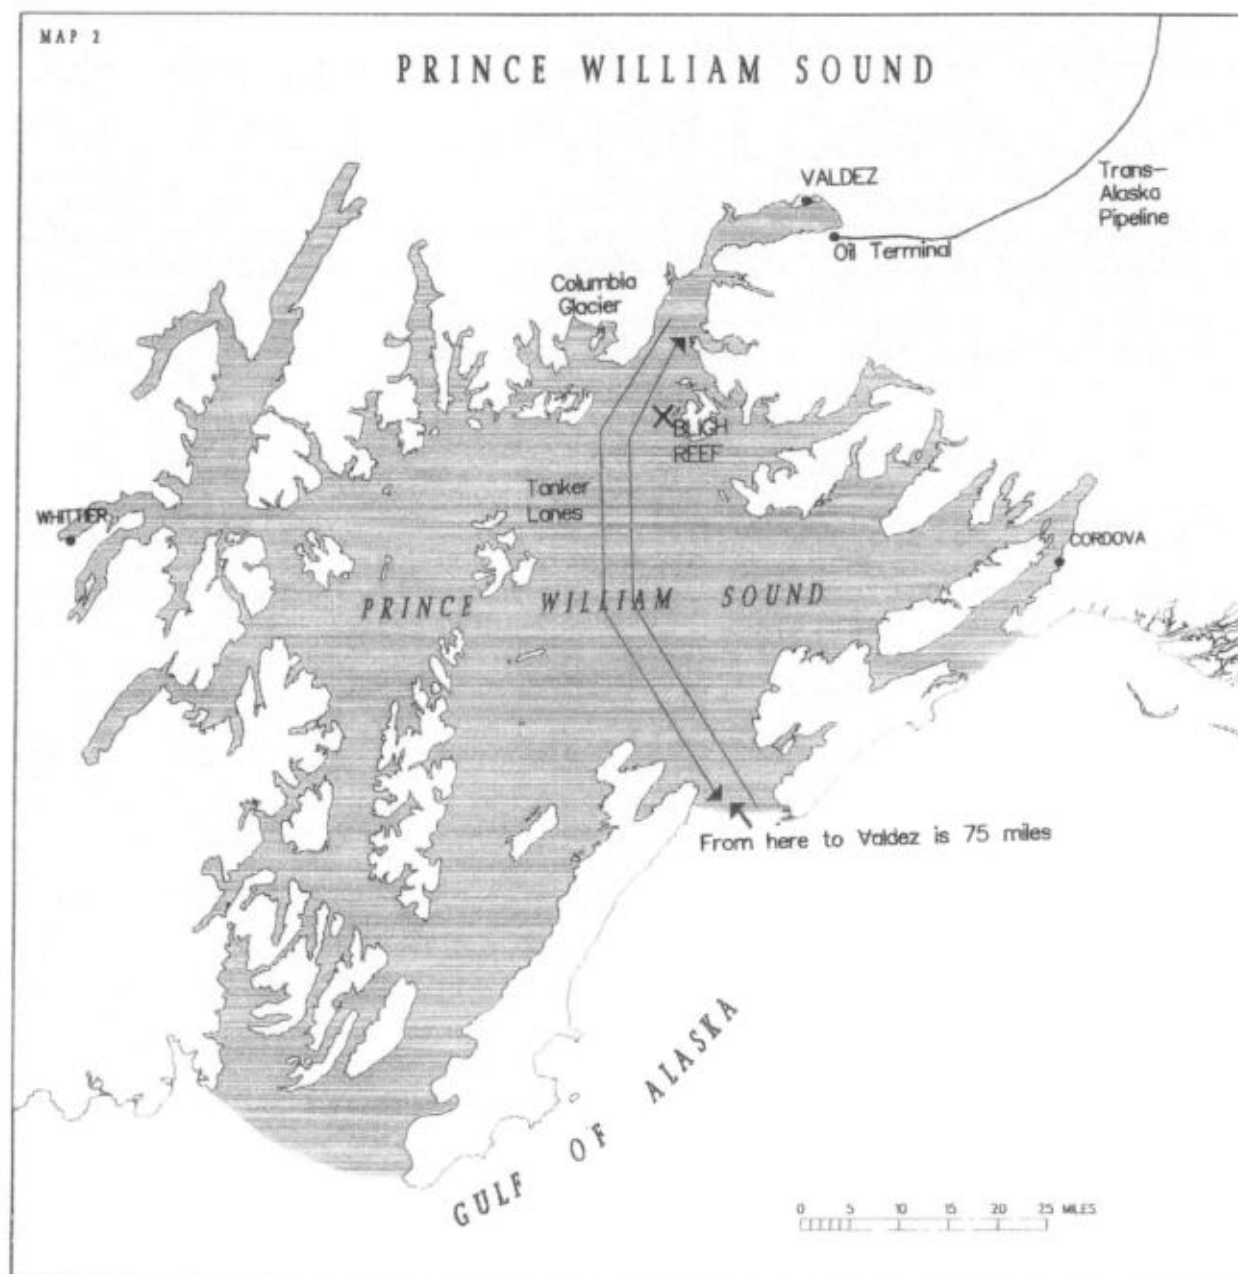 MAP 2
PRINCE WILLIAM SOUND
VALDEZ
Trans-
Alaska
Pipeline
Oil Terminal
Columbia
Glacier
BLIGH
REEF
Tanker
Lanes
WHITTIER
CORDOVA
PRINCE WILLIAM SOUND
From here to Valdez is 75 miles
GULF OF ALASKA
0 5 10 15 20 25 MILES